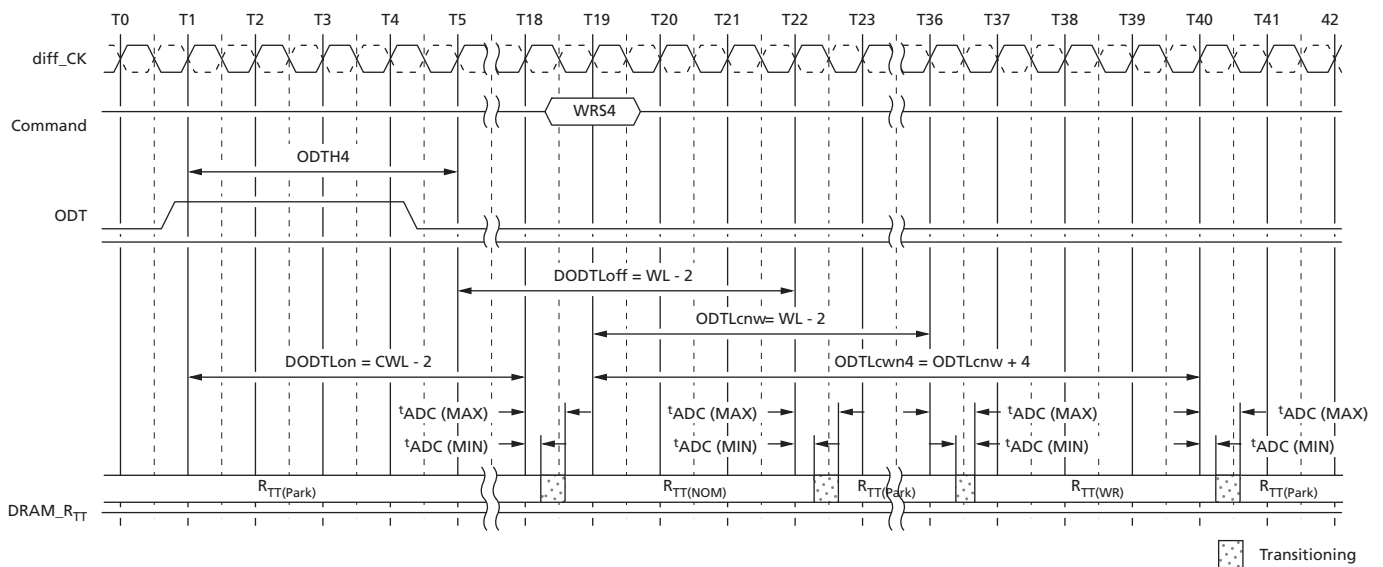 T0 T1 T2 T3 T4 T5 T18 T19 T20 T21 T22 T23 T36 T37 T38 T39 T40 T41 42
diff_CK
Command WRS4
ODTH4
ODT
DODTLoff = WL - 2
ODTLcnw= WL - 2
DODTLon = CWL - 2 ODTLcwn4 = ODTLcnw + 4
tADC (MAX) tADC (MAX) tADC (MAX) tADC (MAX)
tADC (MIN) tADC (MIN) tADC (MIN) tADC (MIN)
RTT(Park) RTT(NOM) RTT(Park) RTT(WR) RTT(Park)
DRAM_RTT
Transitioning